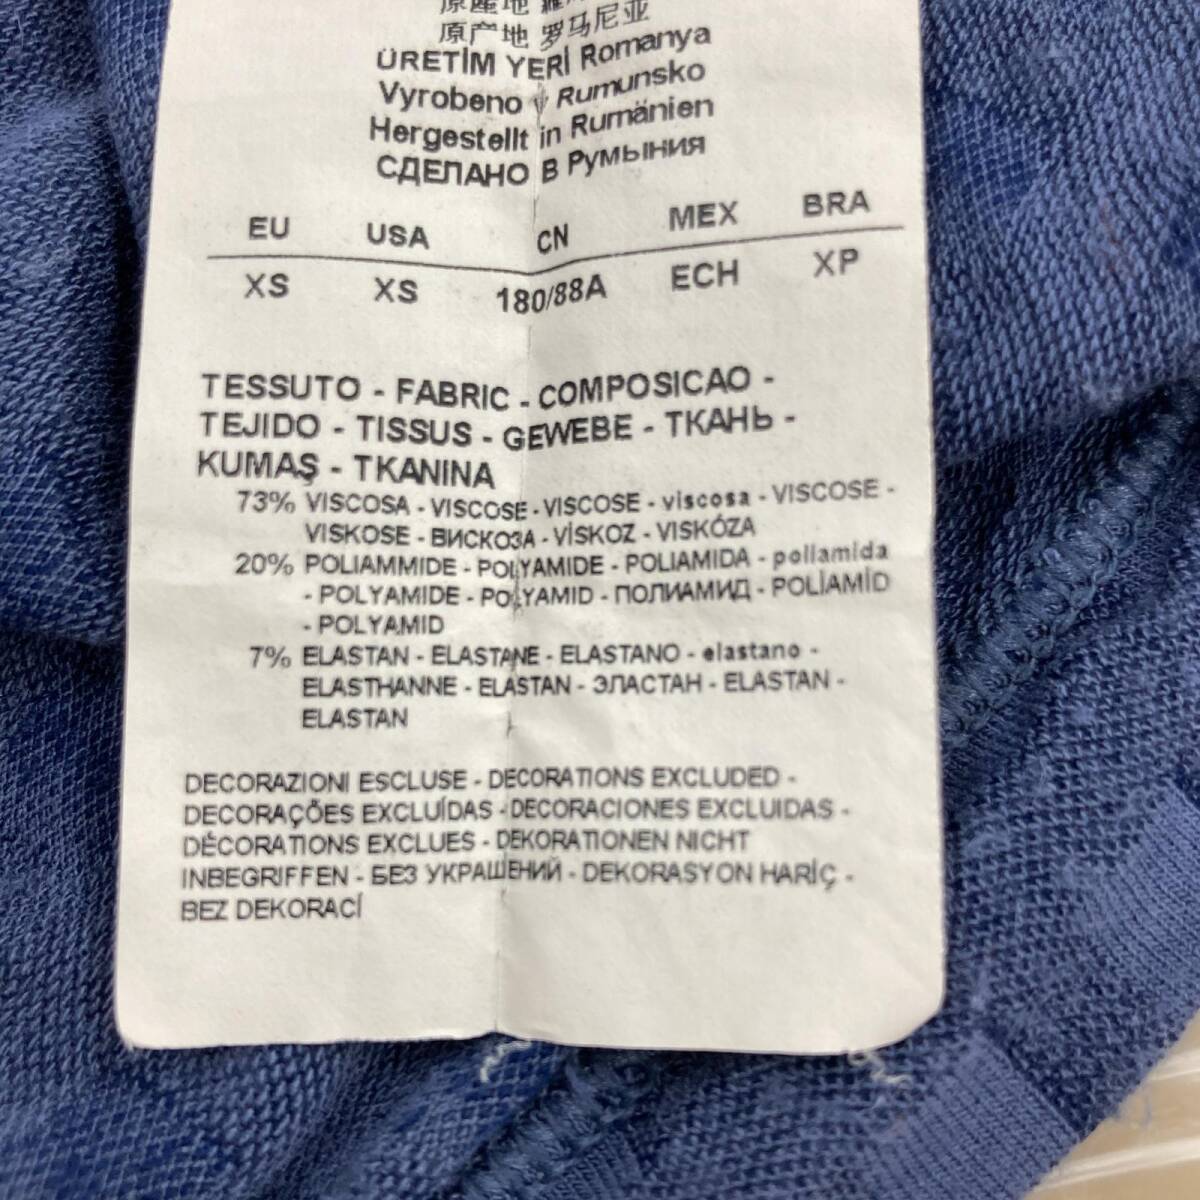 原産地
原产地 罗马尼亚
ÜRETİM YERİ Romanya
Vyrobeno v Rumunsko
Hergestellt in Rumänien
СДЕЛАНО В Румыния
EU USA CN MEX BRA
XS XS 180/88A ECH XP
TESSUTO - FABRIC - COMPOSICAO -
TEJIDO - TISSUS - GEWEBE - ТКАНЬ -
KUMAŞ - TKANINA
73% VISCOSA - VISCOSE - VISCOSE - viscosa - VISCOSE -
VISKOSE - ВИСКОЗА - VİSKOZ - VISKÓZA
20% POLIAMMIDE - POLYAMIDE - POLIAMIDA - poliamida
- POLYAMIDE - POLYAMID - ПОЛИАМИД - POLİAMİD
- POLYAMID
7% ELASTAN - ELASTANE - ELASTANO - elastano -
ELASTHANNE - ELASTAN - ЭЛАСТАН - ELASTAN -
ELASTAN
DECORAZIONI ESCLUSE - DECORATIONS EXCLUDED -
DECORAÇÕES EXCLUÍDAS - DECORACIONES EXCLUIDAS -
DÉCORATIONS EXCLUES - DEKORATIONEN NICHT
INBEGRIFFEN - БЕЗ УКРАШЕНИЙ - DEKORASYON HARİÇ -
BEZ DEKORACÍ